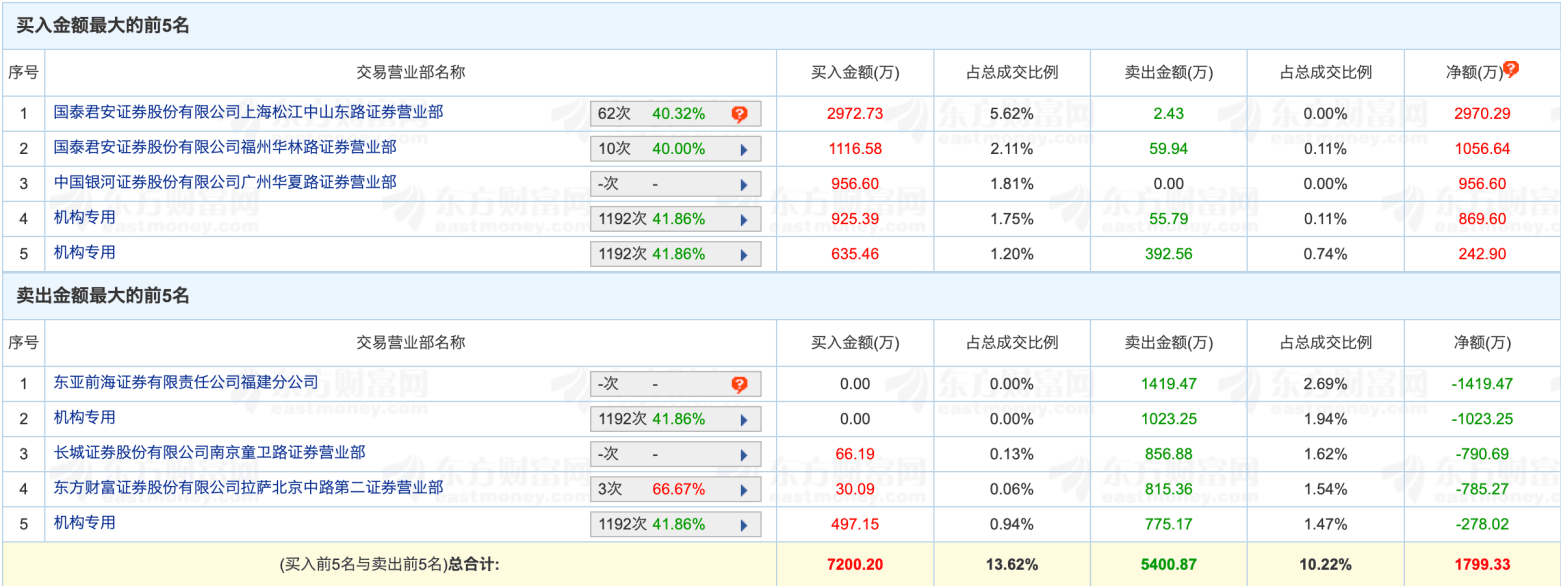 买入金额最大的前5名
序号 交易营业部名称 买入金额(万) 占总成交比例 卖出金额(万) 占总成交比例 净额(万)
1 国泰君安证券股份有限公司上海松江中山东路证券营业部 62次 40.32% 2972.73 5.62% 2.43 0.00% 2970.29
2 国泰君安证券股份有限公司福州华林路证券营业部 10次 40.00% 1116.58 2.11% 59.94 0.11% 1056.64
3 中国银河证券股份有限公司广州华夏路证券营业部 -次 - 956.60 1.81% 0.00 0.00% 956.60
4 机构专用 1192次 41.86% 925.39 1.75% 55.79 0.11% 869.60
5 机构专用 1192次 41.86% 635.46 1.20% 392.56 0.74% 242.90
卖出金额最大的前5名
序号 交易营业部名称 买入金额(万) 占总成交比例 卖出金额(万) 占总成交比例 净额(万)
1 东亚前海证券有限责任公司福建分公司 -次 - 0.00 0.00% 1419.47 2.69% -1419.47
2 机构专用 1192次 41.86% 0.00 0.00% 1023.25 1.94% -1023.25
3 长城证券股份有限公司南京童卫路证券营业部 -次 - 66.19 0.13% 856.88 1.62% -790.69
4 东方财富证券股份有限公司拉萨北京中路第二证券营业部 3次 66.67% 30.09 0.06% 815.36 1.54% -785.27
5 机构专用 1192次 41.86% 497.15 0.94% 775.17 1.47% -278.02
(买入前5名与卖出前5名)总合计: 7200.20 13.62% 5400.87 10.22% 1799.33
东方财富网
eastmoney.com